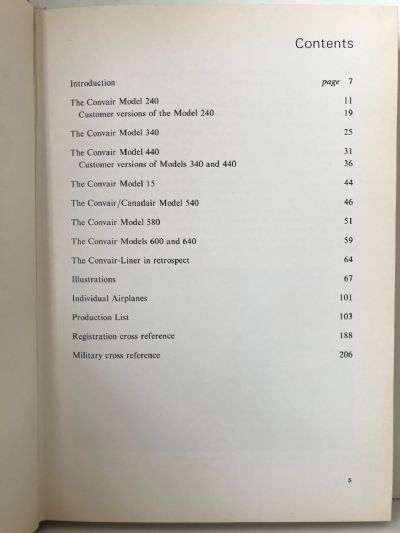 Contents
Introduction page 7
The Convair Model 240 11
Customer versions of the Model 240 19
The Convair Model 340 25
The Convair Model 440 31
Customer versions of Models 340 and 440 36
The Convair Model 15 44
The Convair/Canadair Model 540 46
The Convair Model 580 51
The Convair Models 600 and 640 59
The Convair-Liner in retrospect 64
Illustrations 67
Individual Airplanes 101
Production List 103
Registration cross reference 188
Military cross reference 206
5